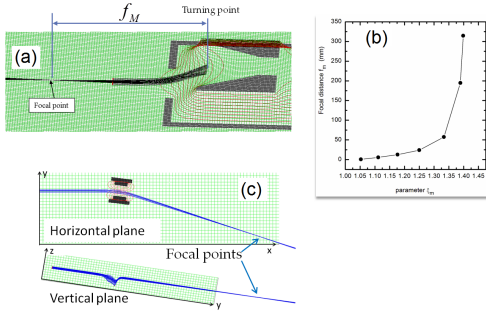 f_M
Turning point
(a)
Focal point
(b)
Focal distance f_m (mm)
350
300
250
200
150
100
50
0
1.00 1.05 1.10 1.15 1.20 1.25 1.30 1.35 1.40 1.45
y
(c)
Horizontal plane
x
Focal points
z
Vertical plane
y